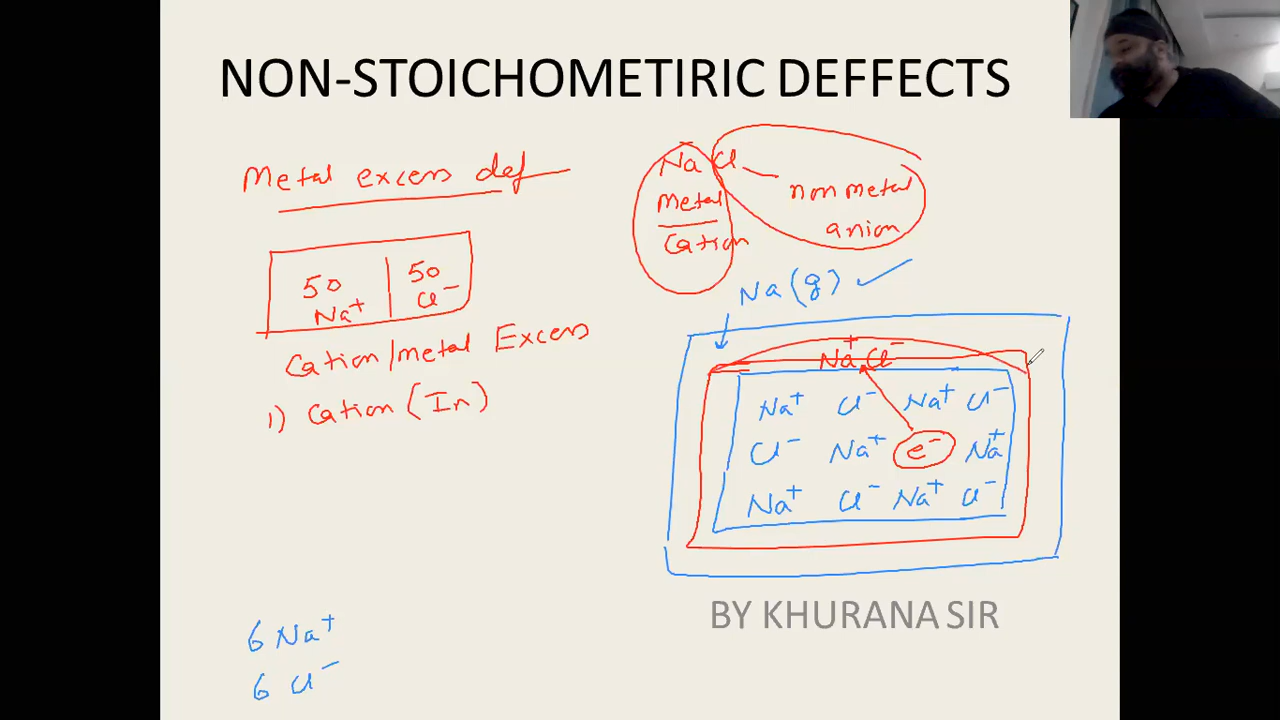 NON-STOICHOMETIRIC DEFFECTS
Metal excess def
50 Na+ | 50 Cl-
Cation/metal Excess
1) Cation (In)
6 Na+
6 Cl-
NaCl
Metal
Cation
non metal
anion
Na(g) ✓
Na+ Cl-
Na+ Cl- Na+ Cl-
Cl- Na+ e- Na+
Na+ Cl- Na+ Cl-
BY KHURANA SIR